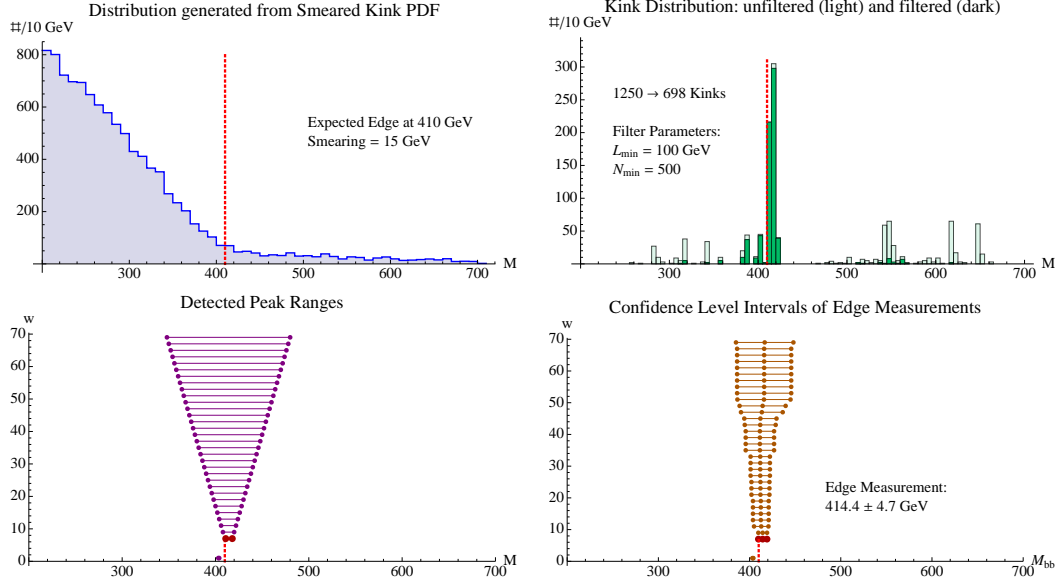 Distribution generated from Smeared Kink PDF
#/10 GeV
800
600
400
200
0
300
400
500
600
700
M
Expected Edge at 410 GeV
Smearing = 15 GeV
Kink Distribution: unfiltered (light) and filtered (dark)
#/10 GeV
300
250
200
150
100
50
0
300
400
500
600
700
M
1250 → 698 Kinks
Filter Parameters:
Lmin = 100 GeV
Nmin = 500
Detected Peak Ranges
w
70
60
50
40
30
20
10
0
300
400
500
600
700
M
Confidence Level Intervals of Edge Measurements
w
70
60
50
40
30
20
10
0
300
400
500
600
700
Mbb
Edge Measurement:
414.4 ± 4.7 GeV